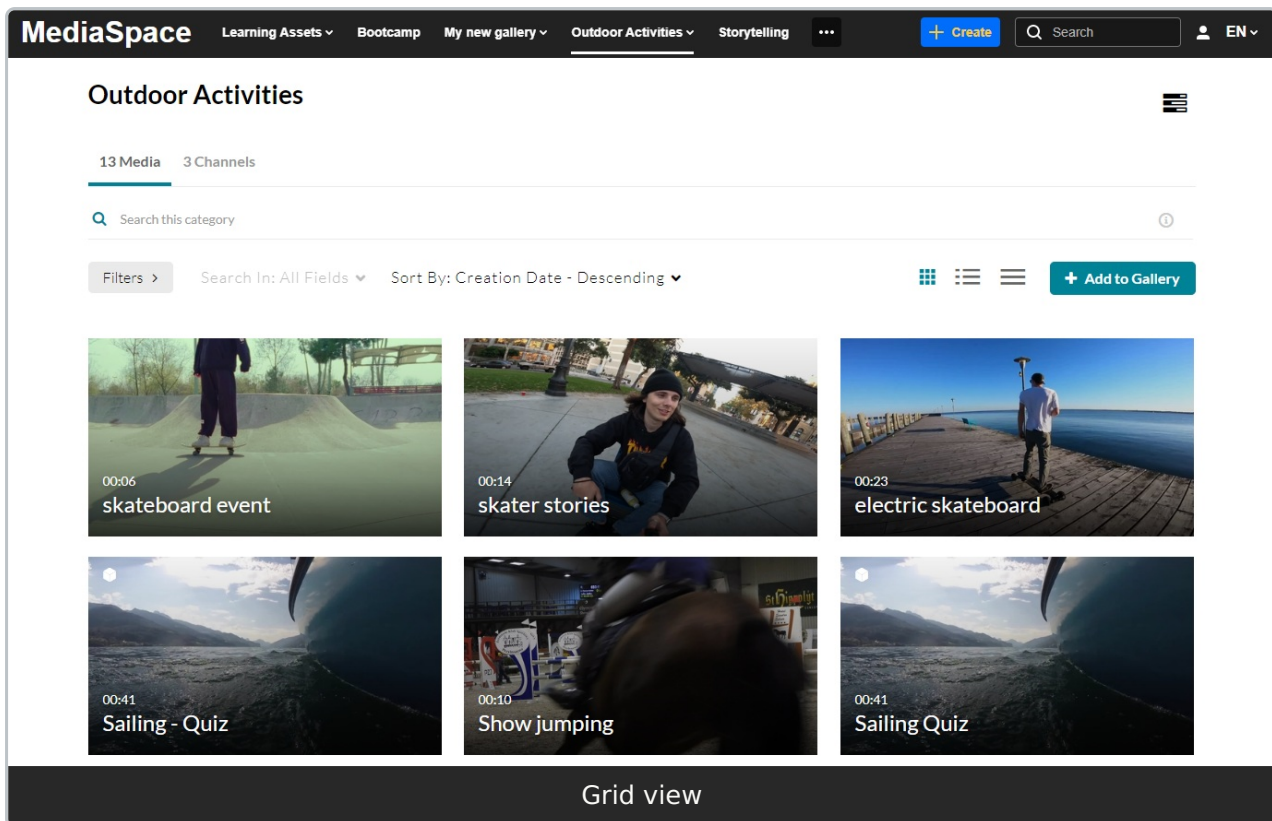 MediaSpace Learning Assets Bootcamp My new gallery Outdoor Activities Storytelling ••• + Create Search EN
Outdoor Activities
13 Media 3 Channels
Search this category
Filters > Search In: All Fields Sort By: Creation Date - Descending + Add to Gallery
00:06
skateboard event
00:14
skater stories
00:23
electric skateboard
00:41
Sailing - Quiz
00:10
Show jumping
00:41
Sailing Quiz
Grid view